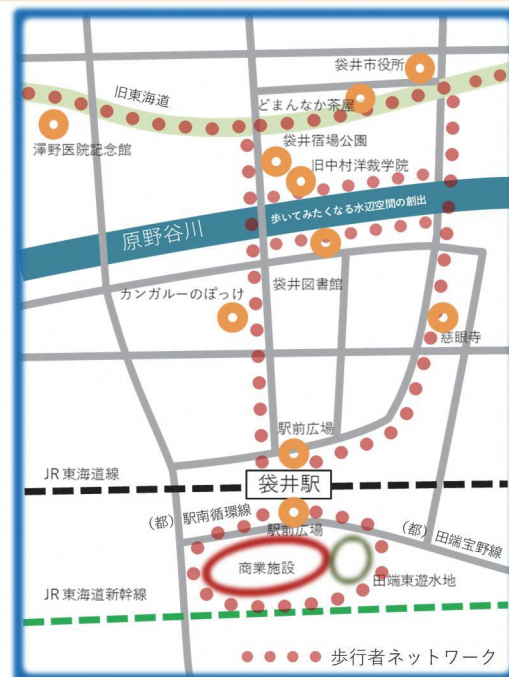 袋井市役所
旧東海道
どまんなか茶屋
澤野医院記念館
袋井宿場公園
旧中村洋裁学院
歩いてみたくなる水辺空間の創出
原野谷川
袋井図書館
カンガルーのぽっけ
慈眼寺
駅前広場
JR東海道線
袋井駅
(都)駅南循環線
駅前広場
(都)田端宝野線
商業施設
田端東遊水地
JR東海道新幹線
歩行者ネットワーク